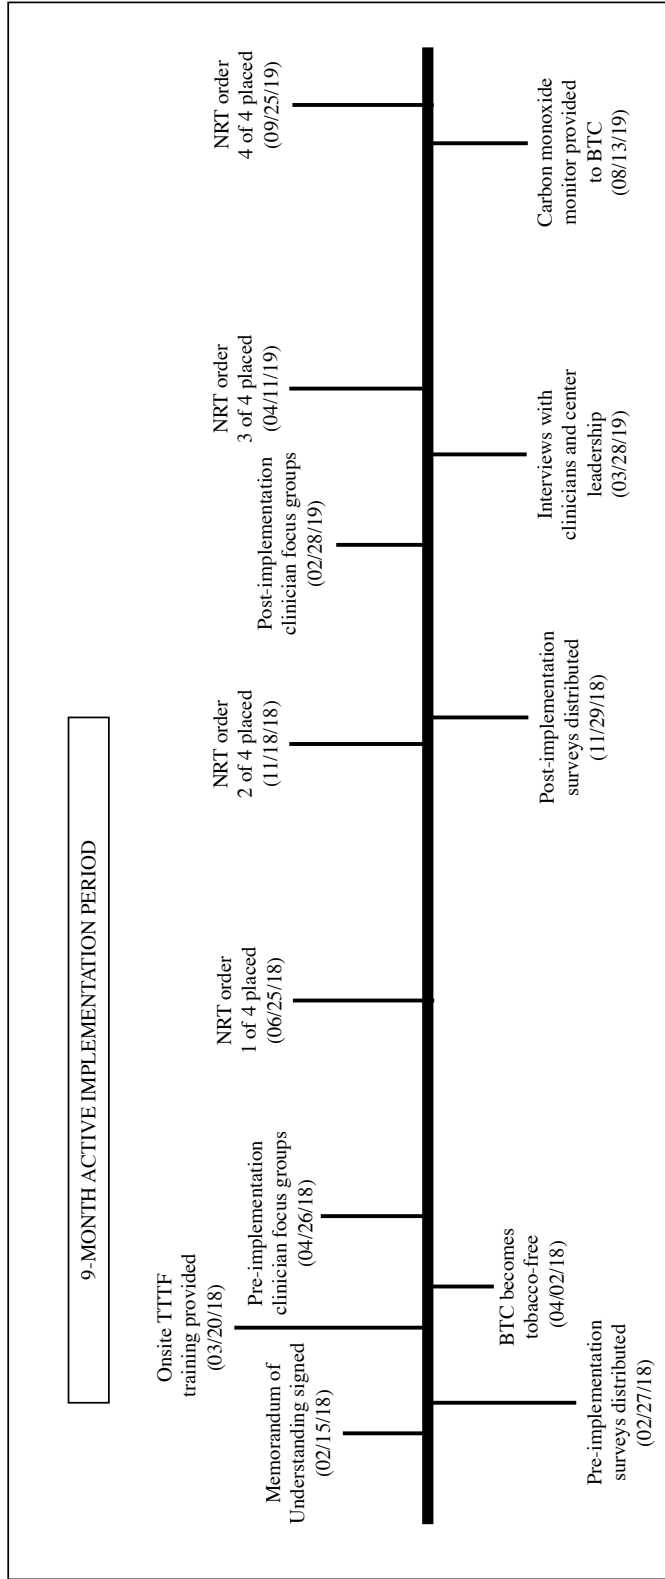 9-MONTH ACTIVE IMPLEMENTATION PERIOD
Memorandum of
Understanding signed
(02/15/18)
Onsite TTTF
training provided
(03/20/18)
Pre-implementation
clinician focus groups
(04/26/18)
NRT order
1 of 4 placed
(06/25/18)
NRT order
2 of 4 placed
(11/18/18)
Post-implementation
clinician focus groups
(02/28/19)
NRT order
3 of 4 placed
(04/11/19)
NRT order
4 of 4 placed
(09/25/19)
Pre-implementation
surveys distributed
(02/27/18)
BTC becomes
tobacco-free
(04/02/18)
Post-implementation
surveys distributed
(11/29/18)
Interviews with
clinicians and center
leadership
(03/28/19)
Carbon monoxide
monitor provided
to BTC
(08/13/19)